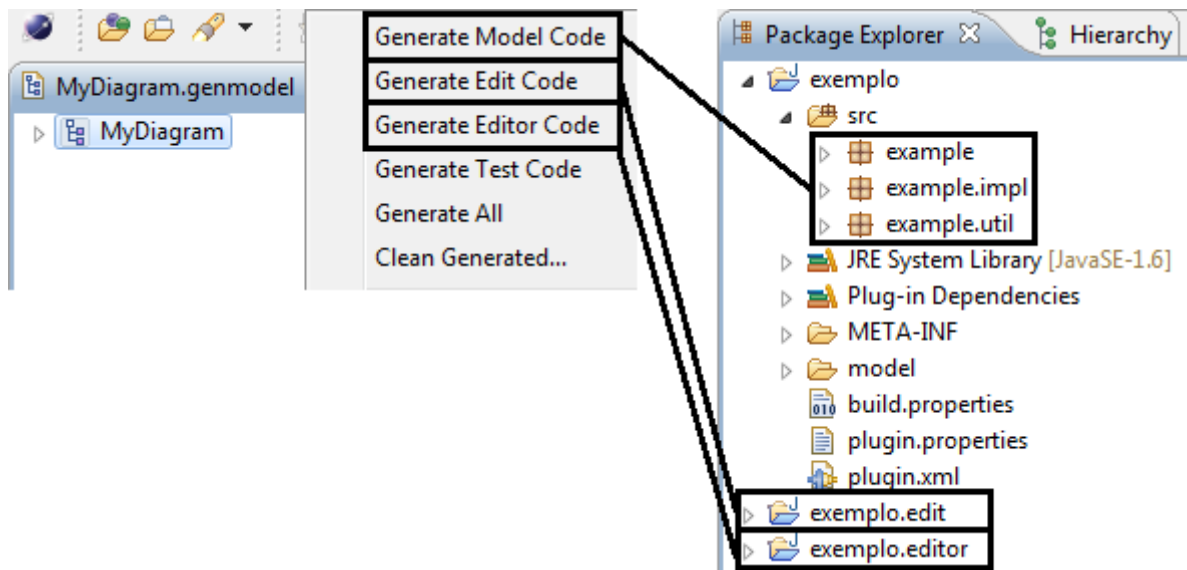 MyDiagram.genmodel
MyDiagram
Generate Model Code
Generate Edit Code
Generate Editor Code
Generate Test Code
Generate All
Clean Generated...
Package Explorer
Hierarchy
exemplo
src
example
example.impl
example.util
JRE System Library [JavaSE-1.6]
Plug-in Dependencies
META-INF
model
build.properties
plugin.properties
plugin.xml
exemplo.edit
exemplo.editor